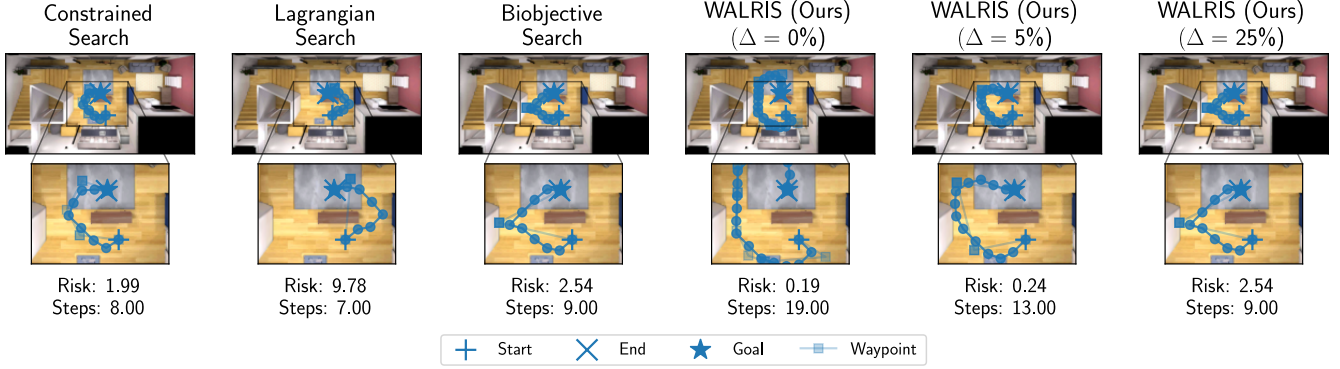 Constrained
Search
Risk: 1.99
Steps: 8.00
Lagrangian
Search
Risk: 9.78
Steps: 7.00
Biobjective
Search
Risk: 2.54
Steps: 9.00
WALRIS (Ours)
(Δ = 0%)
Risk: 0.19
Steps: 19.00
WALRIS (Ours)
(Δ = 5%)
Risk: 0.24
Steps: 13.00
WALRIS (Ours)
(Δ = 25%)
Risk: 2.54
Steps: 9.00
Start
End
Goal
Waypoint